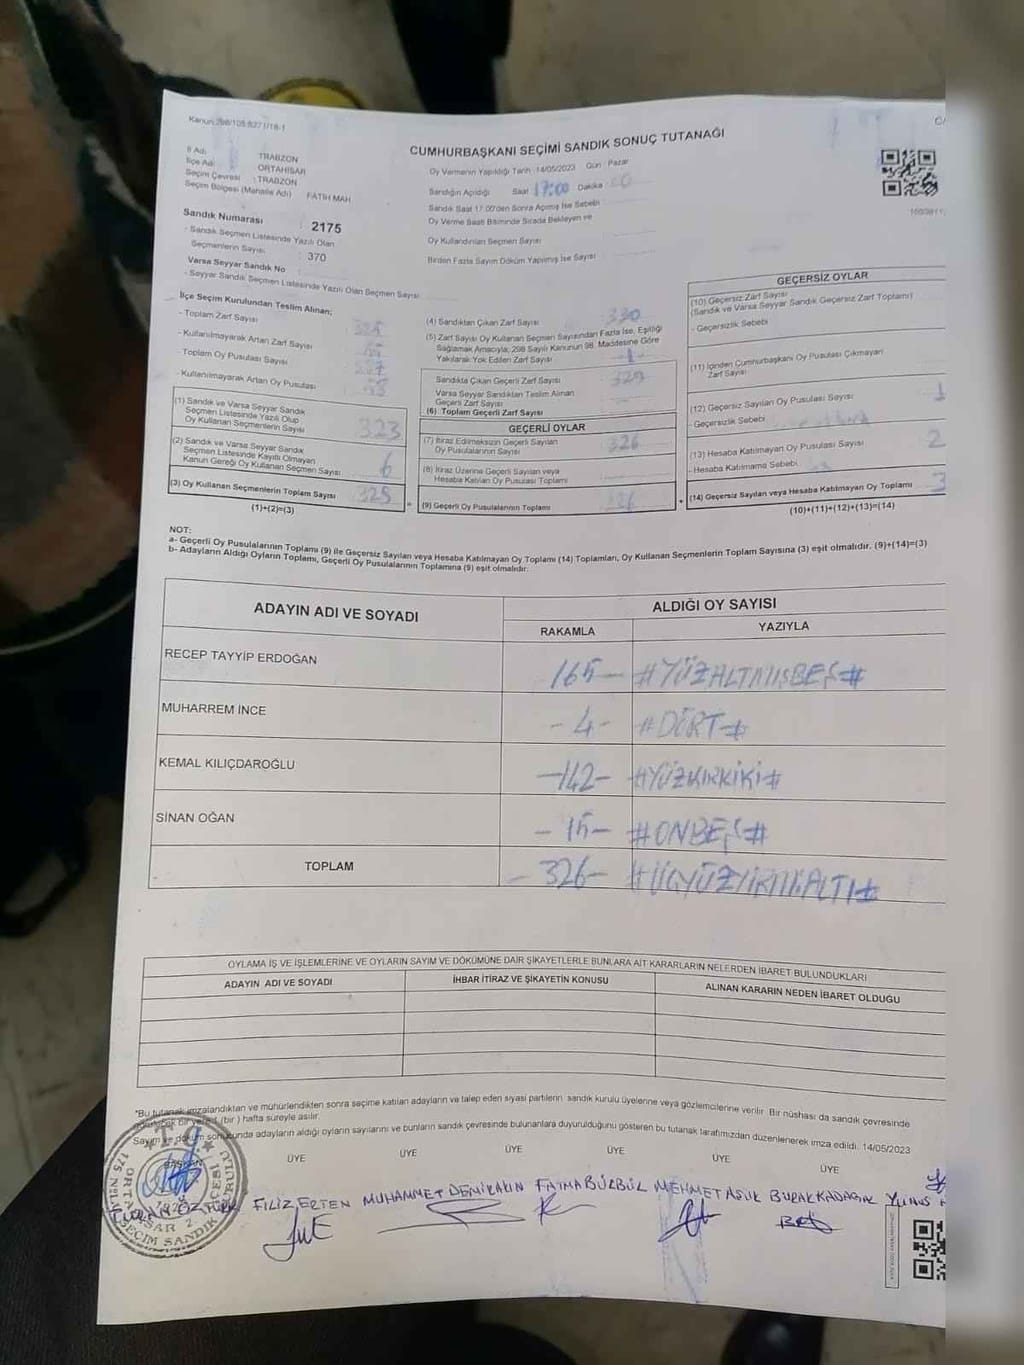 Kanun:298/105-6271/18-1
CUMHURBAŞKANI SEÇİMİ SANDIK SONUÇ TUTANAĞI
İl Adı : TRABZON
İlçe Adı : ORTAHİSAR
Seçim Çevresi : TRABZON
Seçim Bölgesi (Mahalle Adı) FATİH MAH
Sandık Numarası : 2175
- Sandık Seçmen Listesinde Yazılı Olan
Seçmenlerin Sayısı : 370
Varsa Seyyar Sandık No
- Seyyar Sandık Seçmen Listesinde Yazılı Olan Seçmen Sayısı
Oy Vermenin Yapıldığı Tarih :14/05/2023 Gün : Pazar
Sandığın Açıldığı Saat 17:00 Dakika 00
Sandık Saat 17:00'den Sonra Açılmış İse Sebebi
Oy Verme Saati Bitiminde Sırada Bekleyen ve
Oy Kullandırılan Seçmen Sayısı
Birden Fazla Sayım Döküm Yapılmış İse Sayısı
İlçe Seçim Kurulundan Teslim Alınan;
- Toplam Zarf Sayısı
- Kullanılmayarak Artan Zarf Sayısı
- Toplam Oy Pusulası Sayısı
- Kullanılmayarak Artan Oy Pusulası
(1) Sandık ve Varsa Seyyar Sandık
Seçmen Listesinde Yazılı Olup
Oy Kullanan Seçmenlerin Sayısı 323
(2) Sandık ve Varsa Seyyar Sandık
Seçmen Listesinde Kayıtlı Olmayan
Kanun Gereği Oy Kullanan Seçmen Sayısı 6
(3) Oy Kullanan Seçmenlerin Toplam Sayısı
(1)+(2)=(3)
(4) Sandıktan Çıkan Zarf Sayısı 330
(5) Zarf Sayısı Oy Kullanan Seçmen Sayısından Fazla İse, Eşitliği
Sağlamak Amacıyla, 298 Sayılı Kanunun 98. Maddesine Göre
Yakılarak Yok Edilen Zarf Sayısı -1-
Sandıkta Çıkan Geçerli Zarf Sayısı 329
Varsa Seyyar Sandıktan Teslim Alınan
Geçerli Zarf Sayısı
(6) Toplam Geçerli Zarf Sayısı
GEÇERLİ OYLAR
(7) İtiraz Edilmeksizin Geçerli Sayılan
Oy Pusulalarının Sayısı 326
(8) İtiraz Üzerine Geçerli Sayılan veya
Hesaba Katılan Oy Pusulası Toplamı
(9) Geçerli Oy Pusulalarının Toplamı 326
GEÇERSİZ OYLAR
(10) Geçersiz Zarf Sayısı
(Sandık ve Varsa Seyyar Sandık Geçersiz Zarf Toplamı)
- Geçersizlik Sebebi
(11) İçinden Cumhurbaşkanı Oy Pusulası Çıkmayan
Zarf Sayısı
(12) Geçersiz Sayılan Oy Pusulası Sayısı 1
- Geçersizlik Sebebi
(13) Hesaba Katılmayan Oy Pusulası Sayısı 2
- Hesaba Katılmama Sebebi
(14) Geçersiz Sayılan veya Hesaba Katılmayan Oy Toplamı 3
(10)+(11)+(12)+(13)=(14)
NOT:
a- Geçerli Oy Pusulalarının Toplamı (9) ile Geçersiz Sayılan veya Hesaba Katılmayan Oy Toplamı (14) Toplamları, Oy Kullanan Seçmenlerin Toplam Sayısına (3) eşit olmalıdır. (9)+(14)=(3)
b- Adayların Aldığı Oyların Toplamı, Geçerli Oy Pusulalarının Toplamına (9) eşit olmalıdır.
ADAYIN ADI VE SOYADI
ALDIĞI OY SAYISI
RAKAMLA YAZIYLA
RECEP TAYYİP ERDOĞAN 165- #YÜZALTMIŞBEŞ#
MUHARREM İNCE -4- #DÖRT#
KEMAL KILIÇDAROĞLU -142- #YÜZKIRKİKİ#
SİNAN OĞAN -15- #ONBEŞ#
TOPLAM -326- #ÜÇYÜZYİRMİALTI#
OYLAMA İŞ VE İŞLEMLERİNE VE OYLARIN SAYIM VE DÖKÜMÜNE DAİR ŞİKAYETLERLE BUNLARA AİT KARARLARIN NELERDEN İBARET BULUNDUKLARI
ADAYIN ADI VE SOYADI İHBAR İTİRAZ VE ŞİKAYETİN KONUSU ALINAN KARARIN NEDEN İBARET OLDUĞU
*Bu tutanak imzalandıktan ve mühürlendikten sonra seçime katılan adayların ve talep eden siyasi partilerin sandık kurulu üyelerine veya gözlemcilerine verilir. Bir nüshası da sandık çevresinde
görülecek bir yere 1 (bir ) hafta süreyle asılır.
Sayım ve döküm sonucunda adayların aldığı oyların sayılarını ve bunların sandık çevresinde bulunanlara duyurulduğunu gösteren bu tutanak tarafımızdan düzenlenerek imza edildi. 14/05/2023
BAŞKAN ÜYE ÜYE ÜYE ÜYE ÜYE ÜYE
FİLİZ ERTEN MUHAMMET DEMİRAKIN FATMA BÜRBÜL MEHMET AŞIK BURAK KADAGİR YUNUS